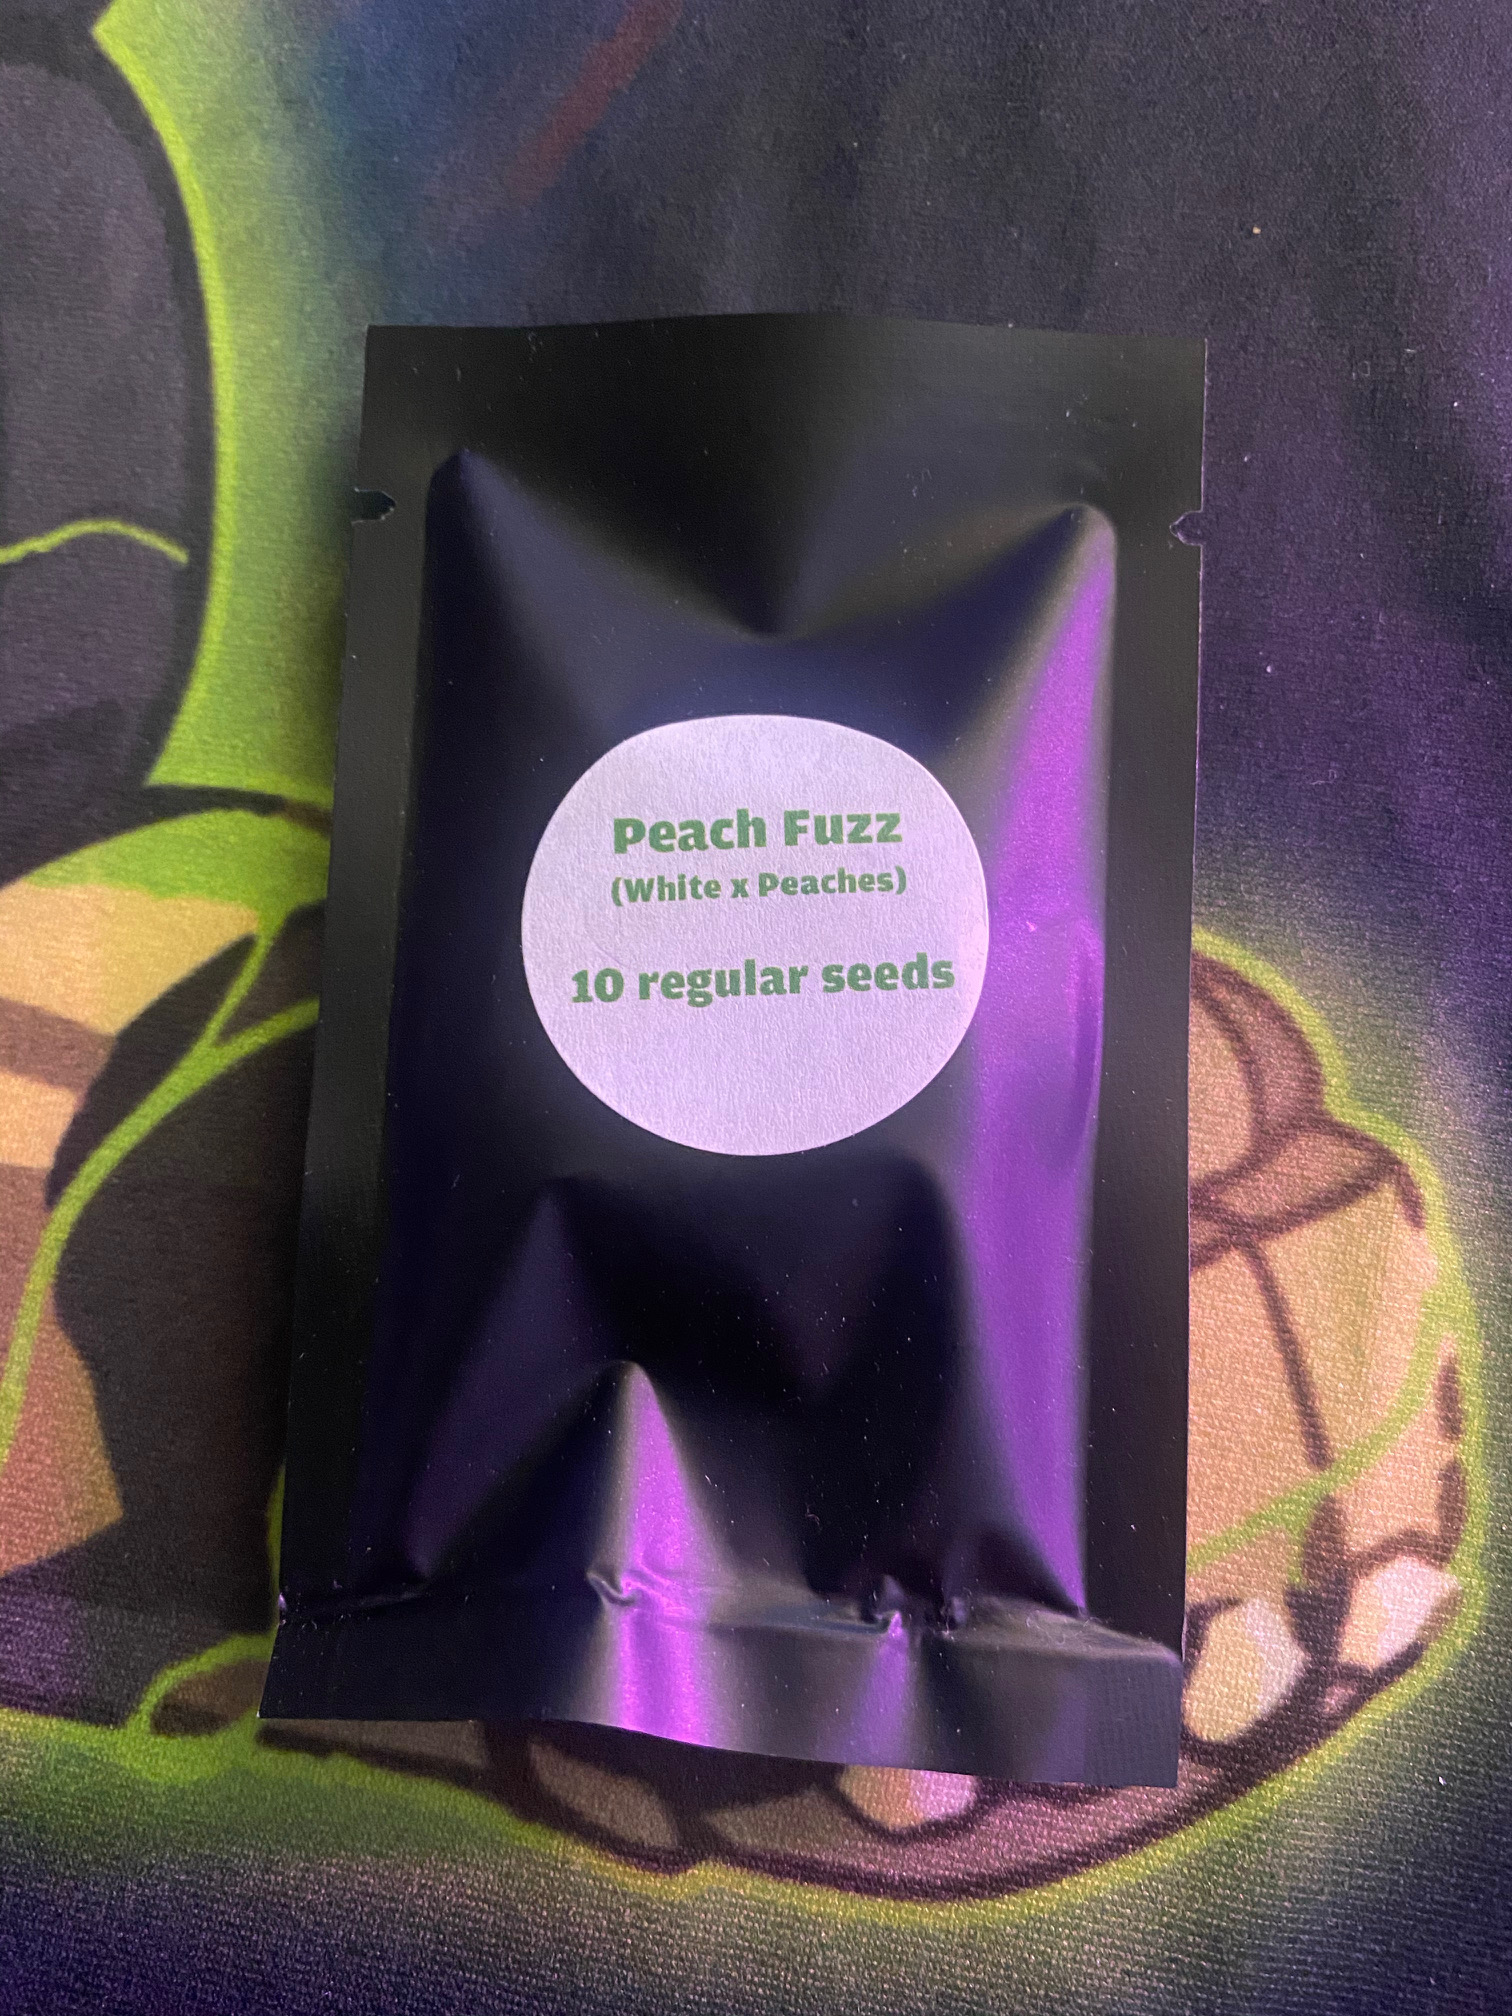 Peach Fuzz
(White x Peaches)
10 regular seeds